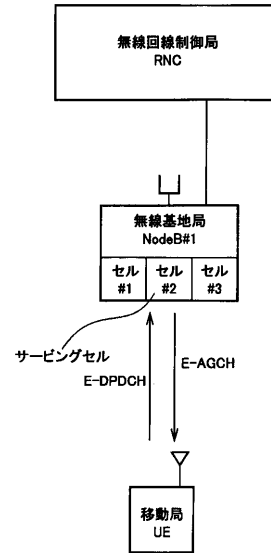 無線回線制御局
RNC
無線基地局
NodeB#1
セル
#1
セル
#2
セル
#3
サービングセル
E-DPDCH
E-AGCH
移動局
UE